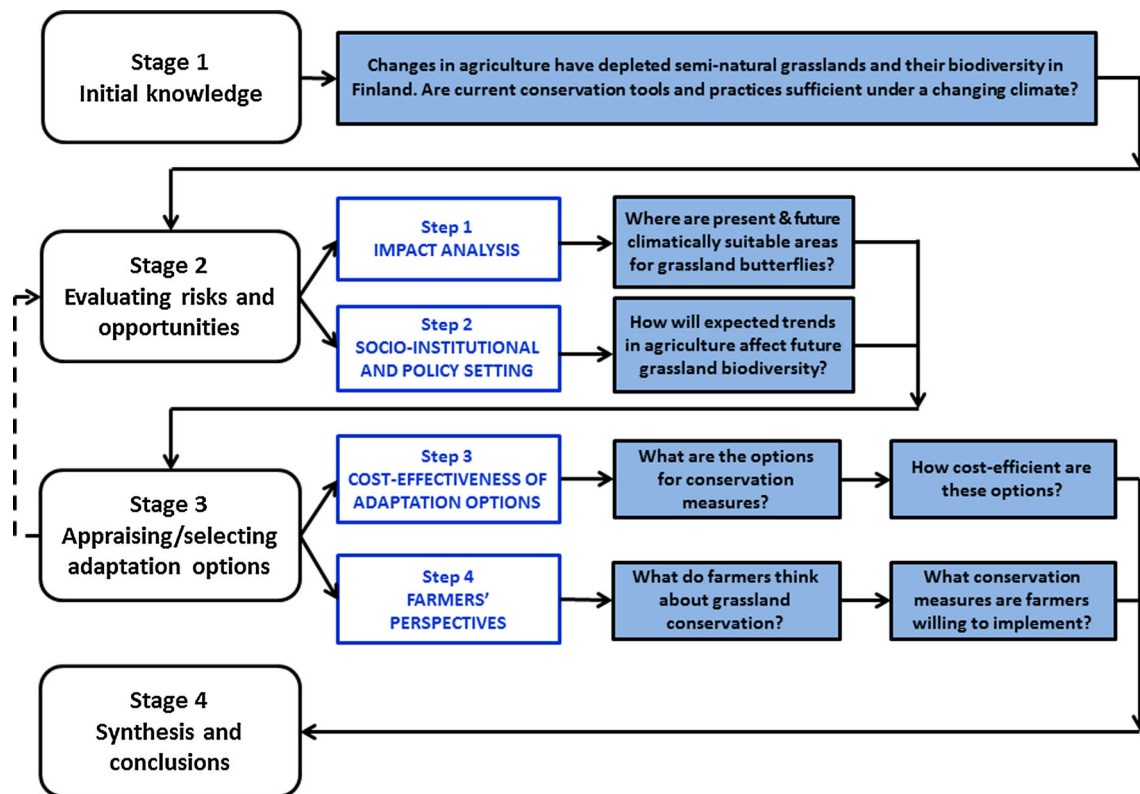 Stage 1
Initial knowledge
Changes in agriculture have depleted semi-natural grasslands and their biodiversity in
Finland. Are current conservation tools and practices sufficient under a changing climate?
Stage 2
Evaluating risks and
opportunities
Step 1
IMPACT ANALYSIS
Where are present & future
climatically suitable areas
for grassland butterflies?
Step 2
SOCIO-INSTITUTIONAL
AND POLICY SETTING
How will expected trends
in agriculture affect future
grassland biodiversity?
Stage 3
Appraising/selecting
adaptation options
Step 3
COST-EFFECTIVENESS OF
ADAPTATION OPTIONS
What are the options
for conservation
measures?
How cost-efficient are
these options?
Step 4
FARMERS'
PERSPECTIVES
What do farmers think
about grassland
conservation?
What conservation
measures are farmers
willing to implement?
Stage 4
Synthesis and
conclusions